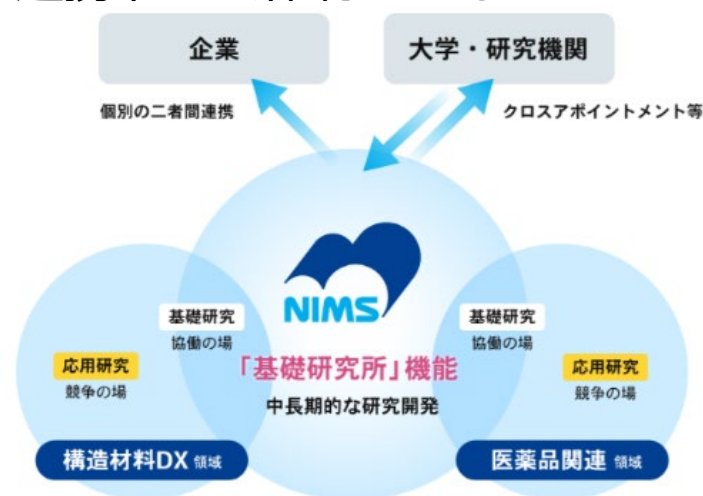 企業
大学・研究機関
個別の二者間連携
クロスアポイントメント等
NIMS
基礎研究
協働の場
基礎研究
協働の場
応用研究
競争の場
「基礎研究所」機能
中長期的な研究開発
応用研究
競争の場
構造材料DX 領域
医薬品関連 領域